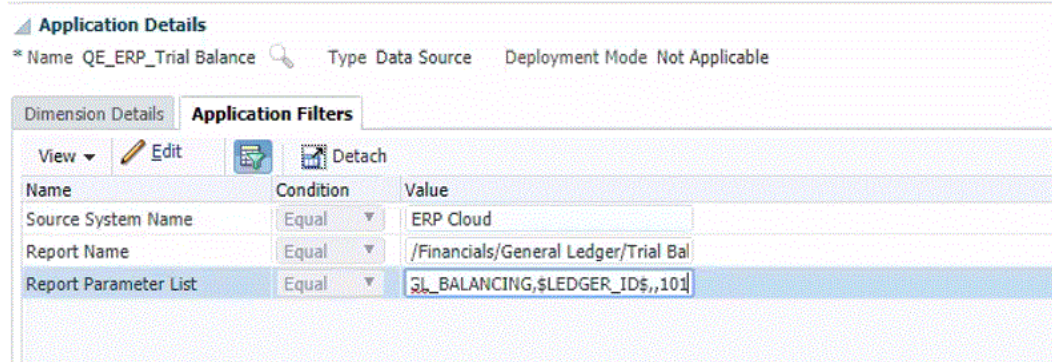 Application Details
* Name QE_ERP_Trial Balance Type Data Source Deployment Mode Not Applicable
Dimension Details Application Filters
View Edit Detach
Name Condition Value
Source System Name Equal ERP Cloud
Report Name Equal /Financials/General Ledger/Trial Bal
Report Parameter List Equal GL_BALANCING,$LEDGER_ID$,,101